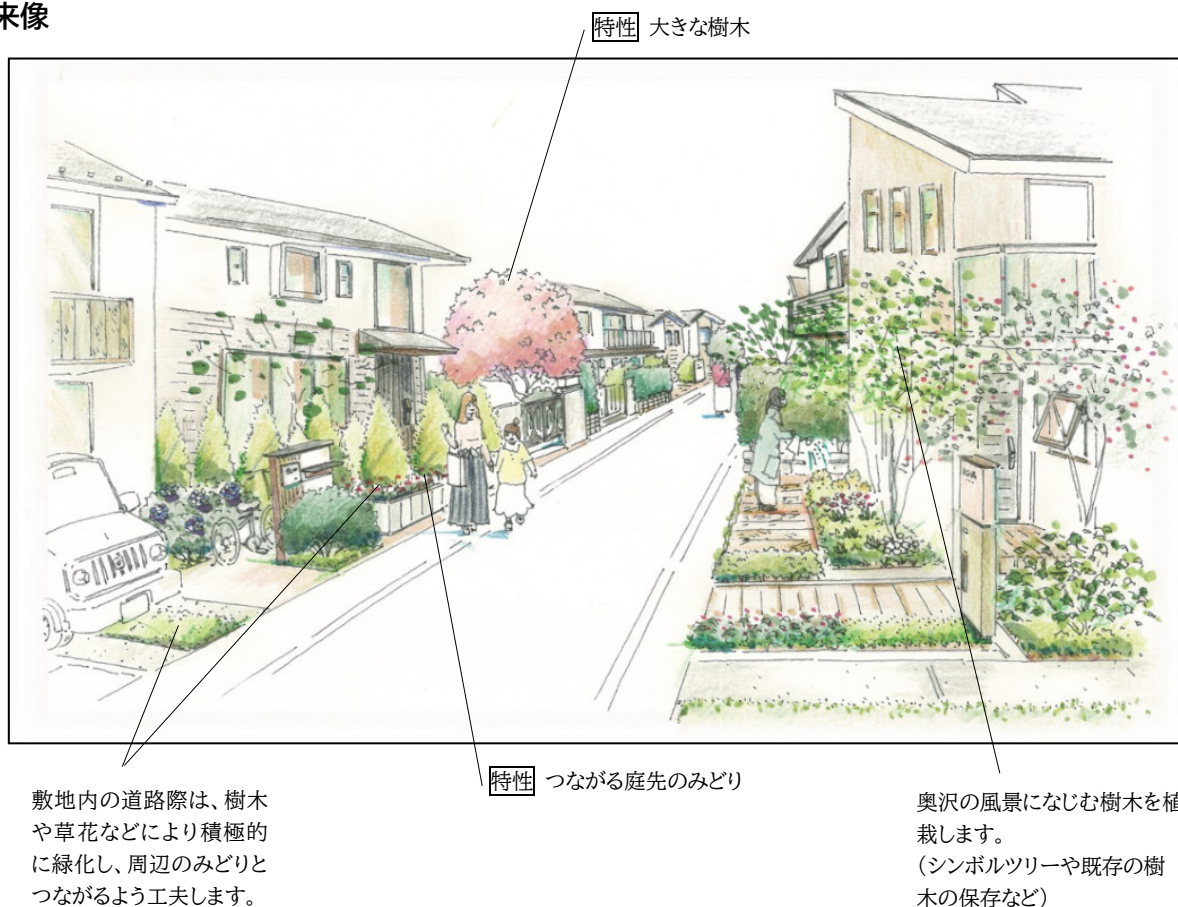 来像
特性 大きな樹木
特性 つながる庭先のみどり
敷地内の道路際は、樹木
や草花などにより積極的
に緑化し、周辺のみどりと
つながるよう工夫します。
奥沢の風景になじむ樹木を植
栽します。
(シンボルツリーや既存の樹
木の保存など)